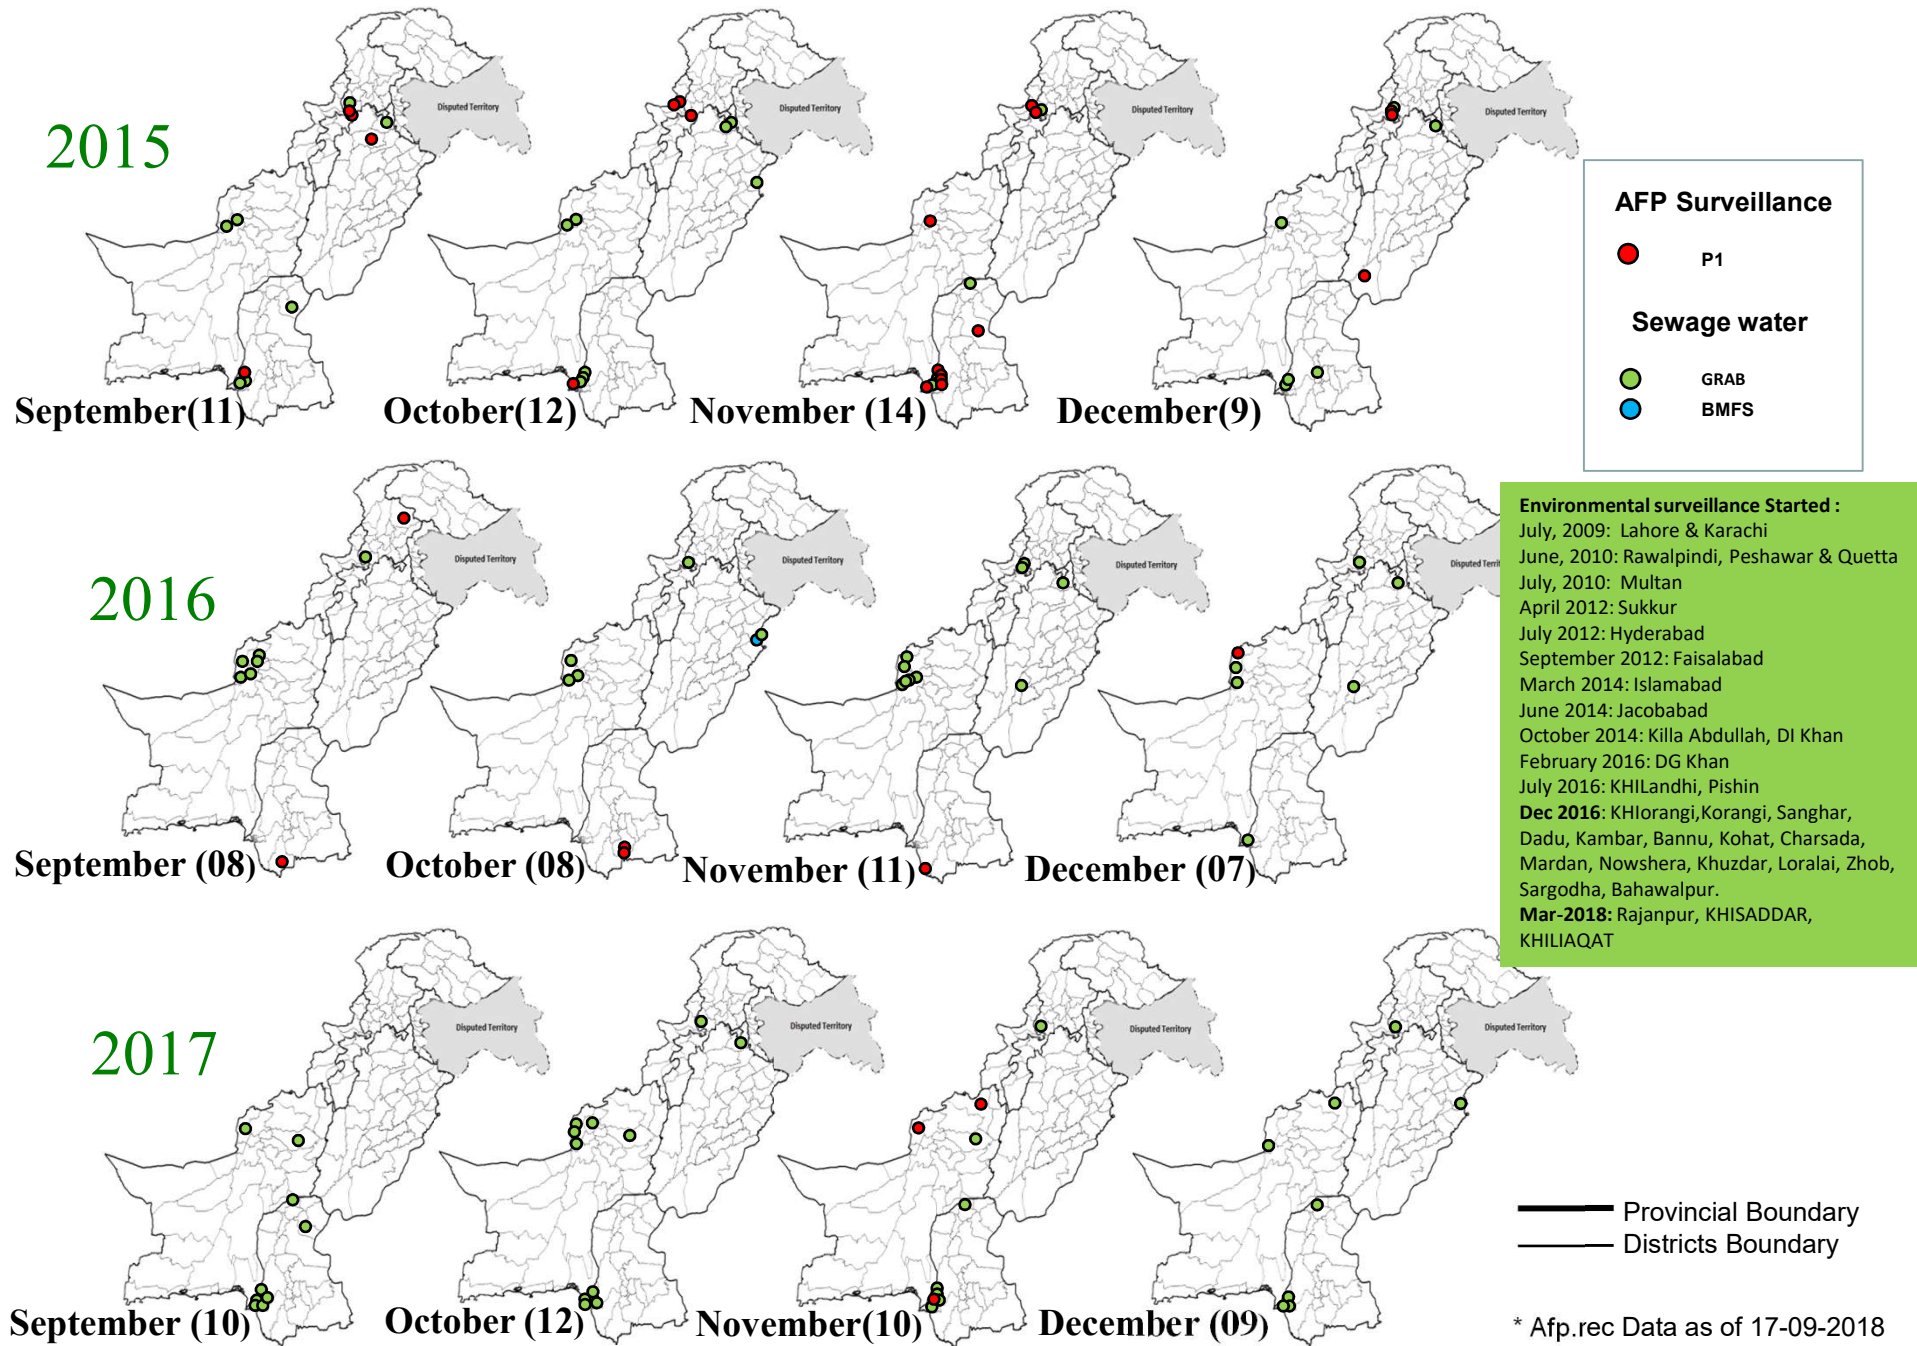 2015
Disputed Territory
Disputed Territory
Disputed Territory
Disputed Territory
September(11)
October(12)
November (14)
December(9)
AFP Surveillance
P1
Sewage water
GRAB
BMFS
2016
Disputed Territory
Disputed Territory
Disputed Territory
Disputed Terri
September (08)
October (08)
November (11)
December (07)
Environmental surveillance Started :
July, 2009: Lahore & Karachi
June, 2010: Rawalpindi, Peshawar & Quetta
July, 2010: Multan
April 2012: Sukkur
July 2012: Hyderabad
September 2012: Faisalabad
March 2014: Islamabad
June 2014: Jacobabad
October 2014: Killa Abdullah, DI Khan
February 2016: DG Khan
July 2016: KHILandhi, Pishin
Dec 2016: KHIorangi,Korangi, Sanghar,
Dadu, Kambar, Bannu, Kohat, Charsada,
Mardan, Nowshera, Khuzdar, Loralai, Zhob,
Sargodha, Bahawalpur.
Mar-2018: Rajanpur, KHISADDAR,
KHILIAQAT
2017
Disputed Territory
Disputed Territory
Disputed Territory
Disputed Territory
September (10)
October (12)
November(10)
December (09)
Provincial Boundary
Districts Boundary
* Afp.rec Data as of 17-09-2018